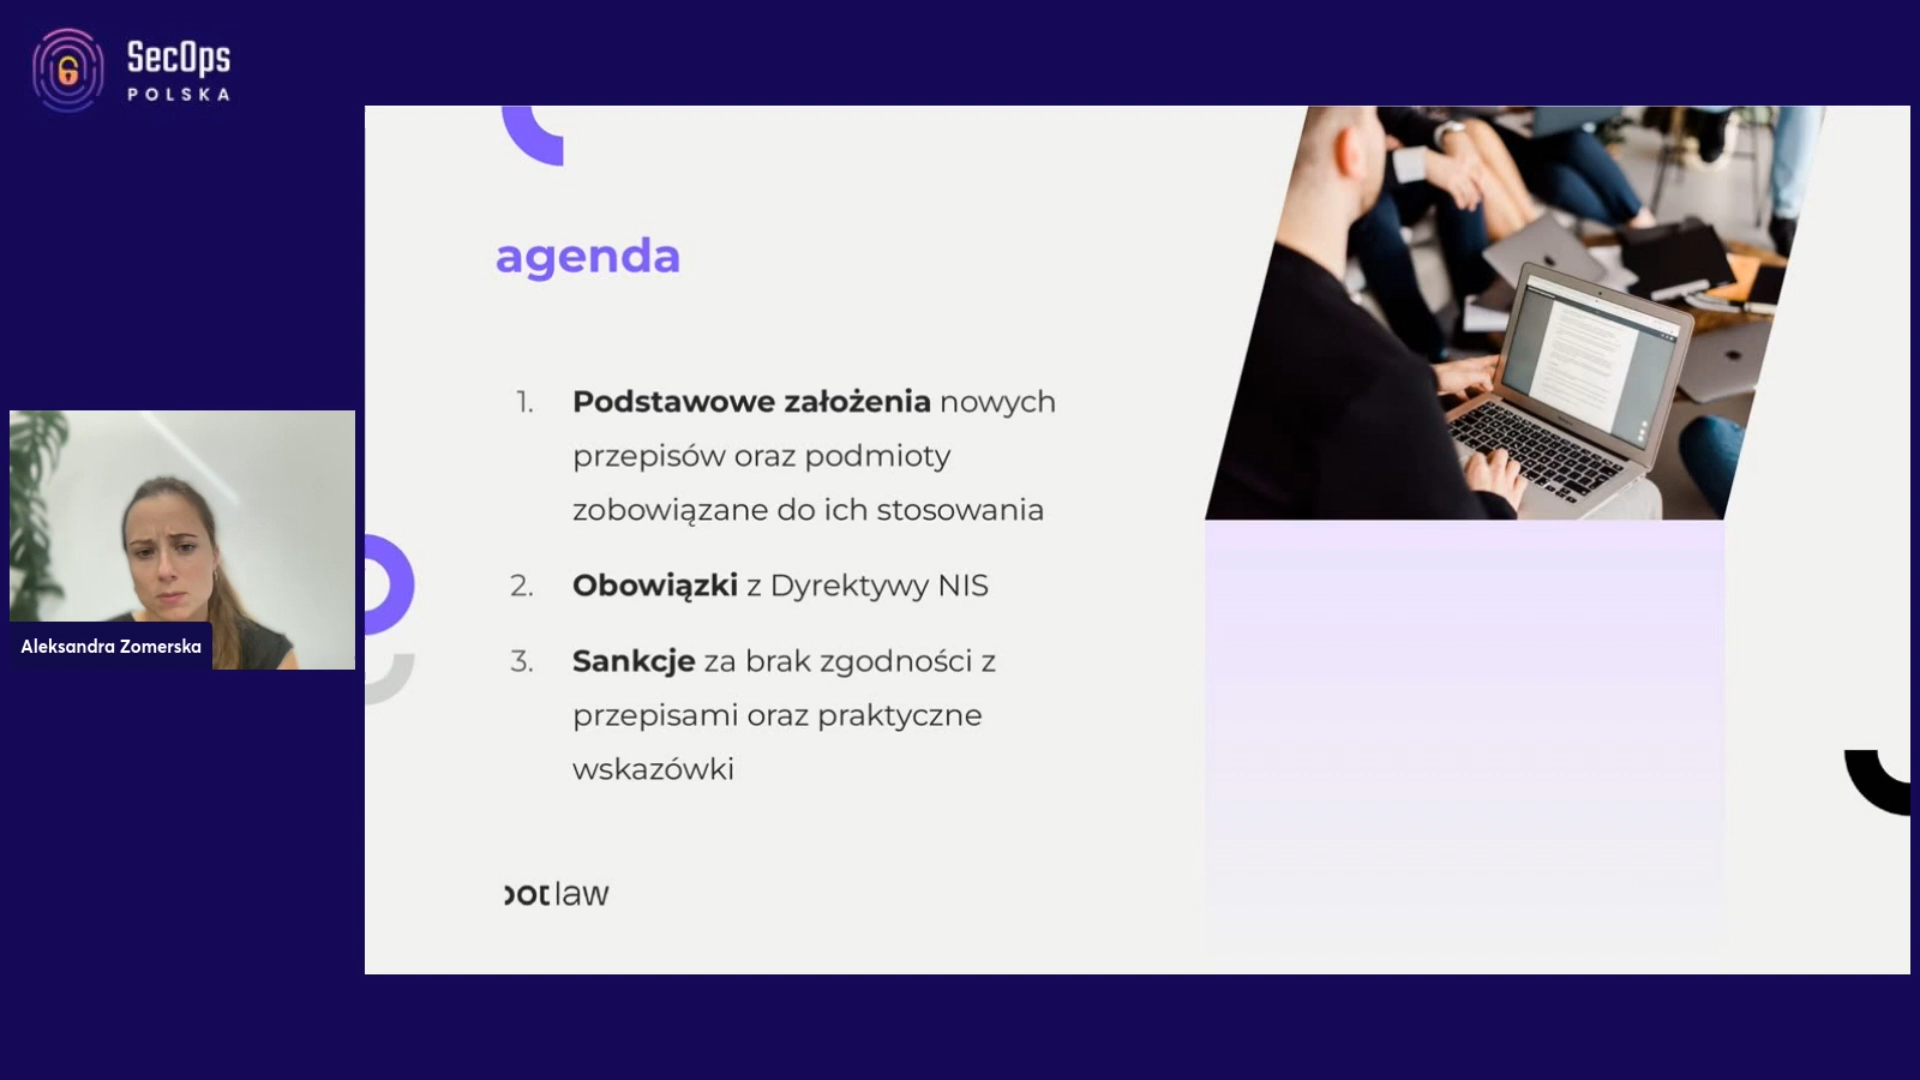 SecOps
POLSKA
agenda
1. Podstawowe założenia nowych
przepisów oraz podmioty
zobowiązane do ich stosowania
2. Obowiązki z Dyrektywy NIS
3. Sankcje za brak zgodności z
przepisami oraz praktyczne
wskazówki
Aleksandra Zomerska
law